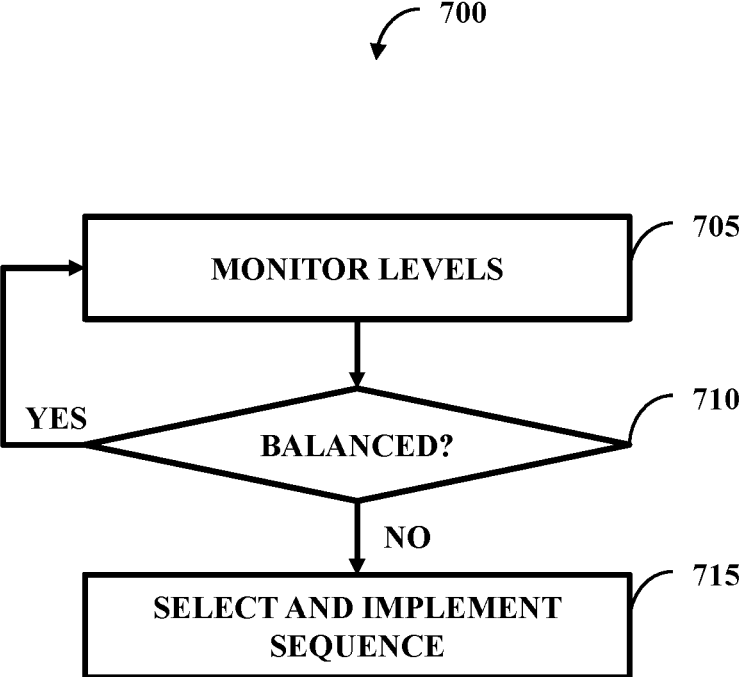 700
705
MONITOR LEVELS
710
YES
BALANCED?
NO
715
SELECT AND IMPLEMENT
SEQUENCE